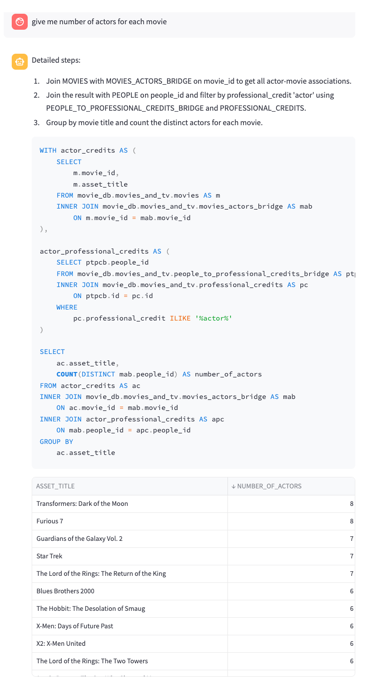 give me number of actors for each movie
Detailed steps:
1. Join MOVIES with MOVIES_ACTORS_BRIDGE on movie_id to get all actor-movie associations.
2. Join the result with PEOPLE on people_id and filter by professional_credit 'actor' using
PEOPLE_TO_PROFESSIONAL_CREDITS_BRIDGE and PROFESSIONAL_CREDITS.
3. Group by movie title and count the distinct actors for each movie.
WITH actor_credits AS (
SELECT
m.movie_id,
m.asset_title
FROM movie_db.movies_and_tv.movies AS m
INNER JOIN movie_db.movies_and_tv.movies_actors_bridge AS mab
ON m.movie_id = mab.movie_id
),
actor_professional_credits AS (
SELECT ptpcb.people_id
FROM movie_db.movies_and_tv.people_to_professional_credits_bridge AS
INNER JOIN movie_db.movies_and_tv.professional_credits AS pc
ON ptpcb.id = pc.id
WHERE
pc.professional_credit ILIKE '%actor%'
)
SELECT
ac.asset_title,
COUNT(DISTINCT mab.people_id) AS number_of_actors
FROM actor_credits AS ac
INNER JOIN movie_db.movies_and_tv.movies_actors_bridge AS mab
ON ac.movie_id = mab.movie_id
INNER JOIN actor_professional_credits AS apc
ON mab.people_id = apc.people_id
GROUP BY
ac.asset_title
ASSET_TITLE ↓ NUMBER_OF_ACTORS
Transformers: Dark of the Moon 8
Furious 7 8
Guardians of the Galaxy Vol. 2 7
Star Trek 7
The Lord of the Rings: The Return of the King 7
Blues Brothers 2000 6
The Hobbit: The Desolation of Smaug 6
X-Men: Days of Future Past 6
X2: X-Men United 6
The Lord of the Rings: The Two Towers 6